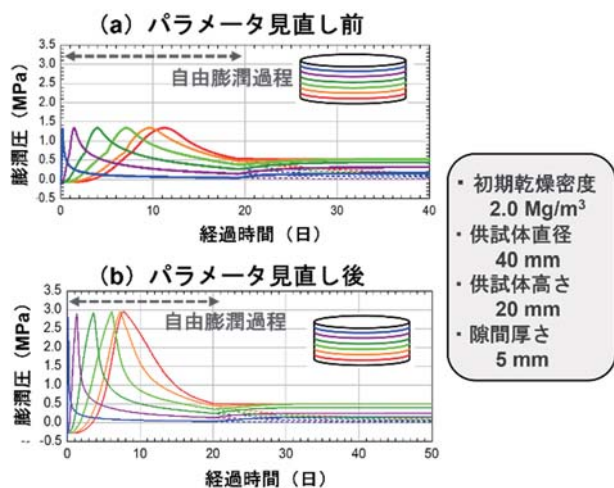 (a) パラメータ見直し前
膨潤圧 (MPa)
3.5
3.0
2.5
2.0
1.5
1.0
0.5
0.0
-0.5
自由膨潤過程
0 10 20 30 40
経過時間 (日)
(b) パラメータ見直し後
膨潤圧 (MPa)
3.5
3.0
2.5
2.0
1.5
1.0
0.5
0.0
-0.5
自由膨潤過程
0 10 20 30 40 50
経過時間 (日)
・初期乾燥密度
2.0 Mg/m³
・供試体直径
40 mm
・供試体高さ
20 mm
・隙間厚さ
5 mm